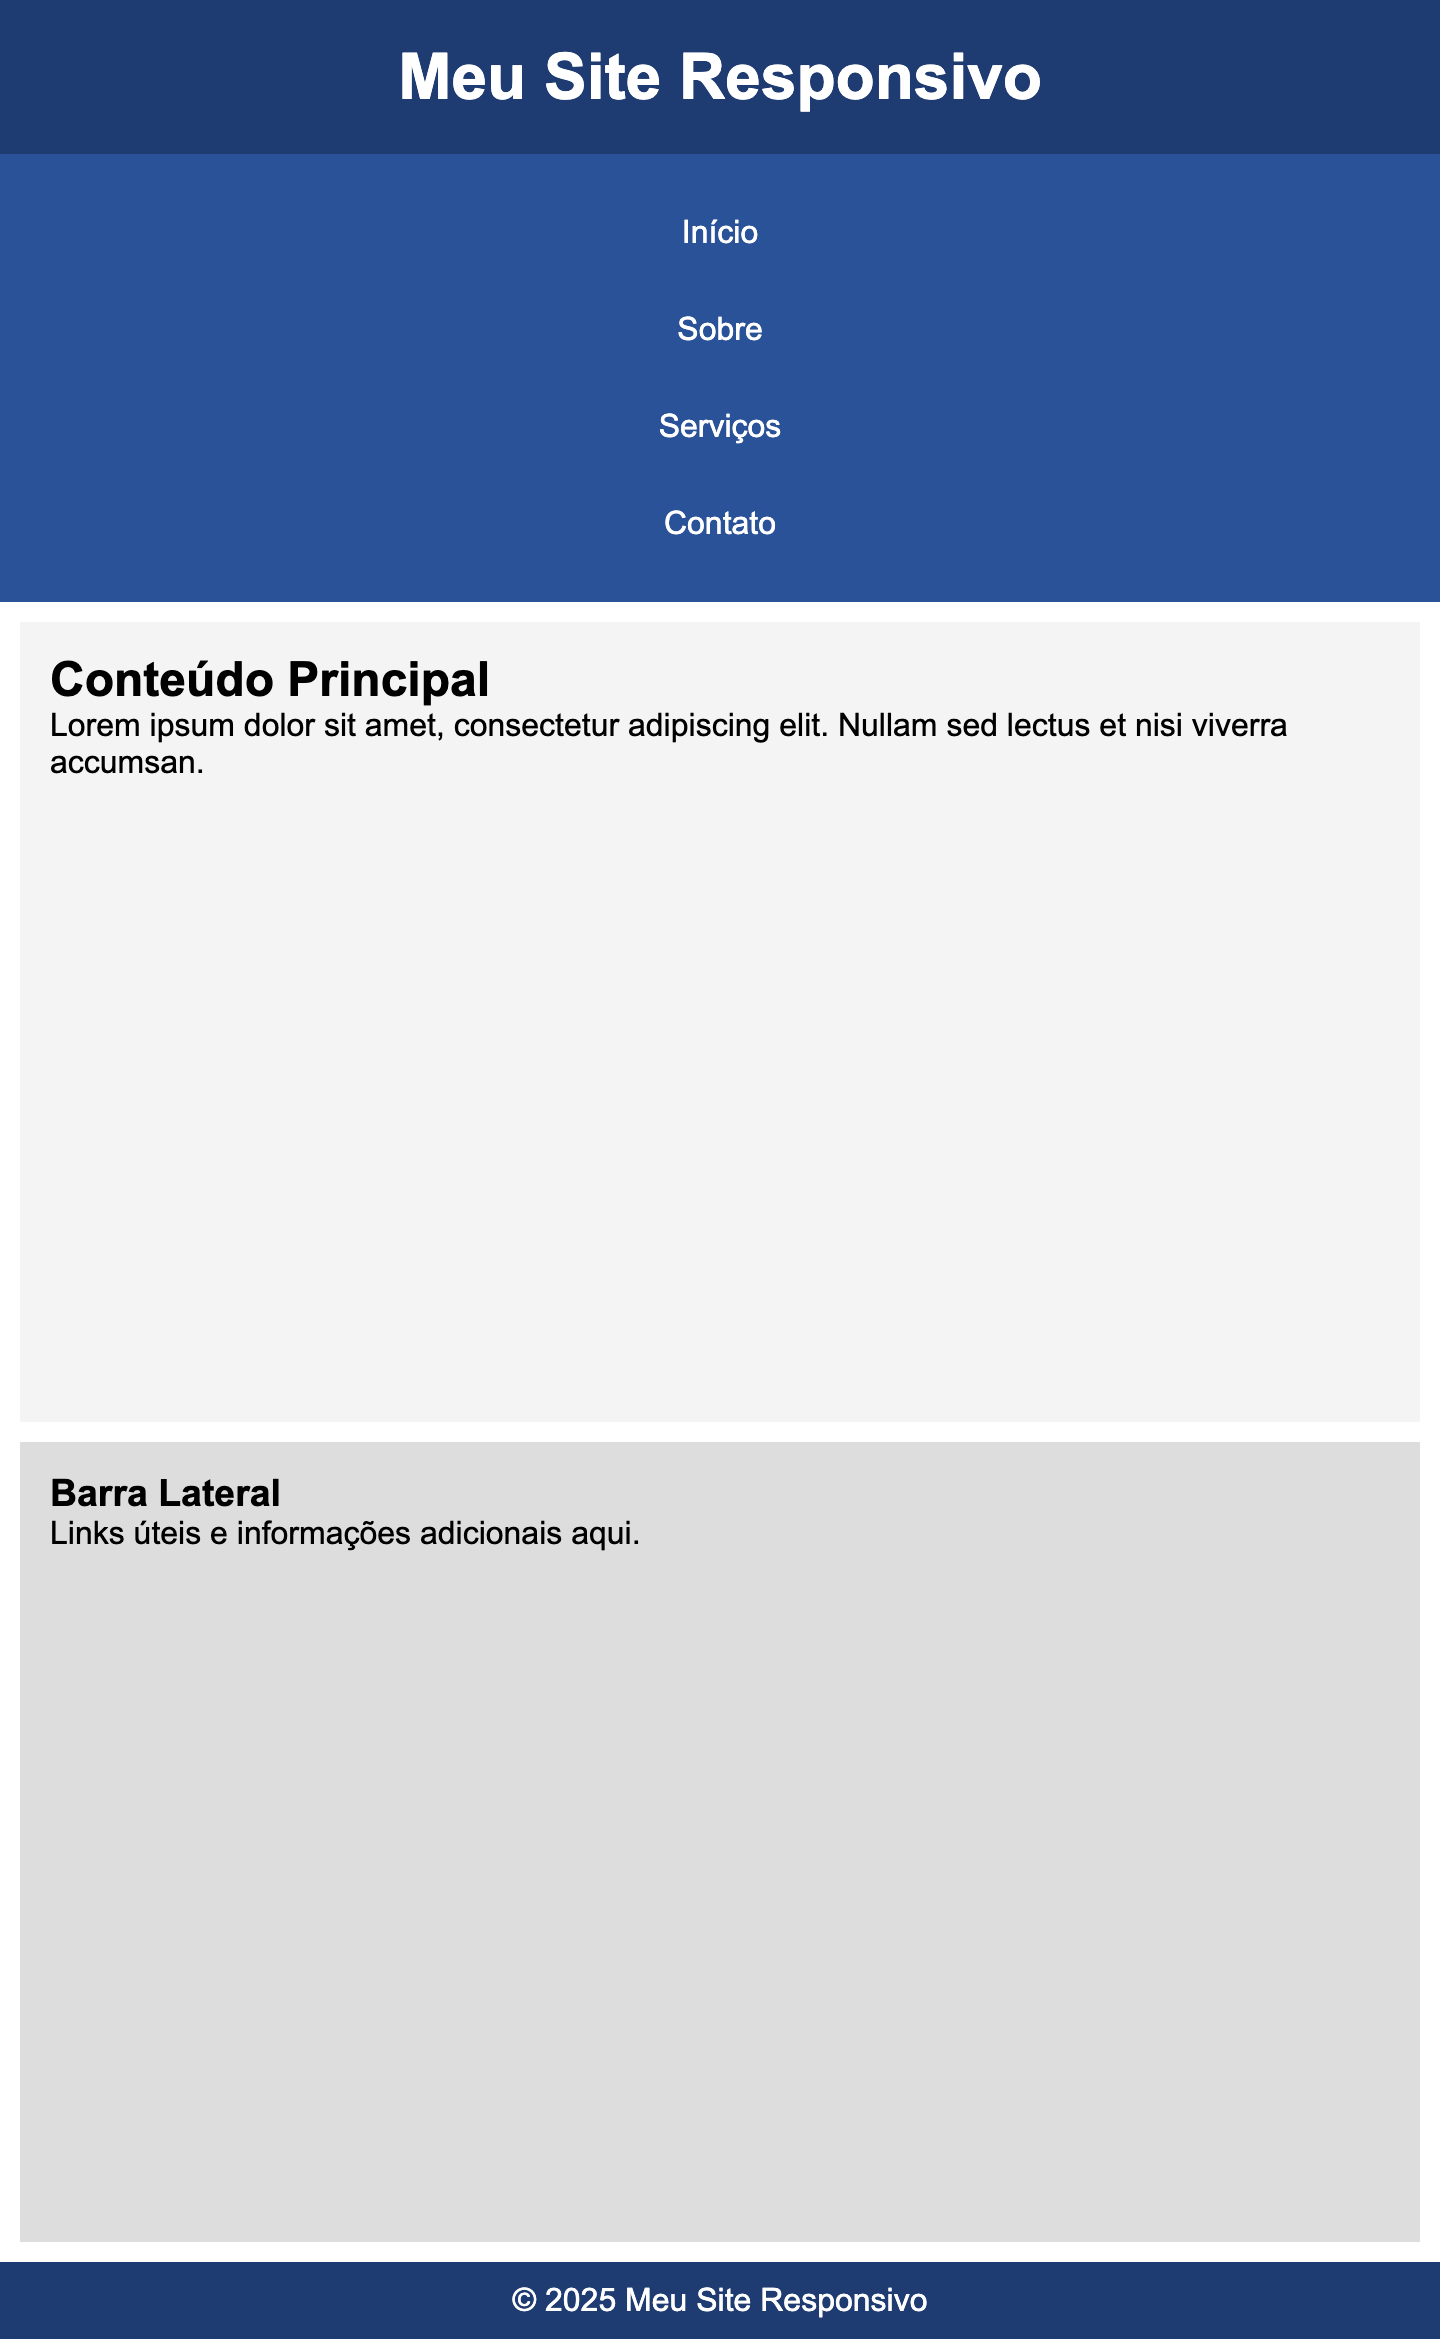 Meu Site Responsivo
Início
Sobre
Serviços
Contato
Conteúdo Principal
Lorem ipsum dolor sit amet, consectetur adipiscing elit. Nullam sed lectus et nisi viverra
accumsan.
Barra Lateral
Links úteis e informações adicionais aqui.
© 2025 Meu Site Responsivo